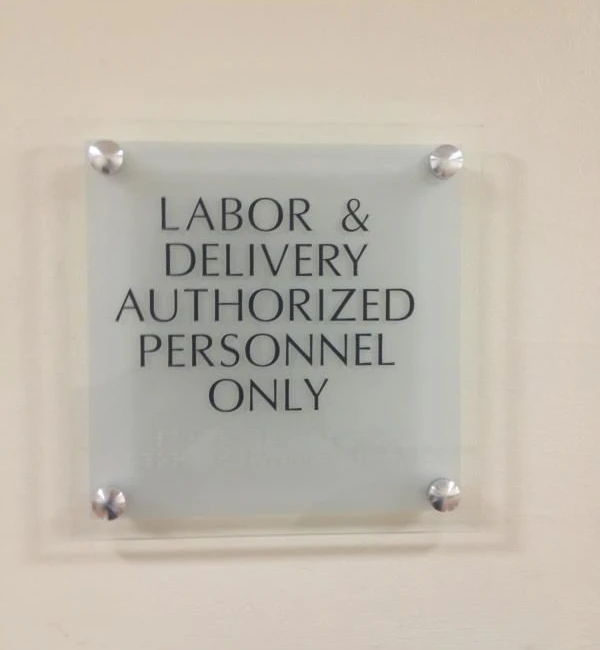 LABOR &
DELIVERY
AUTHORIZED
PERSONNEL
ONLY